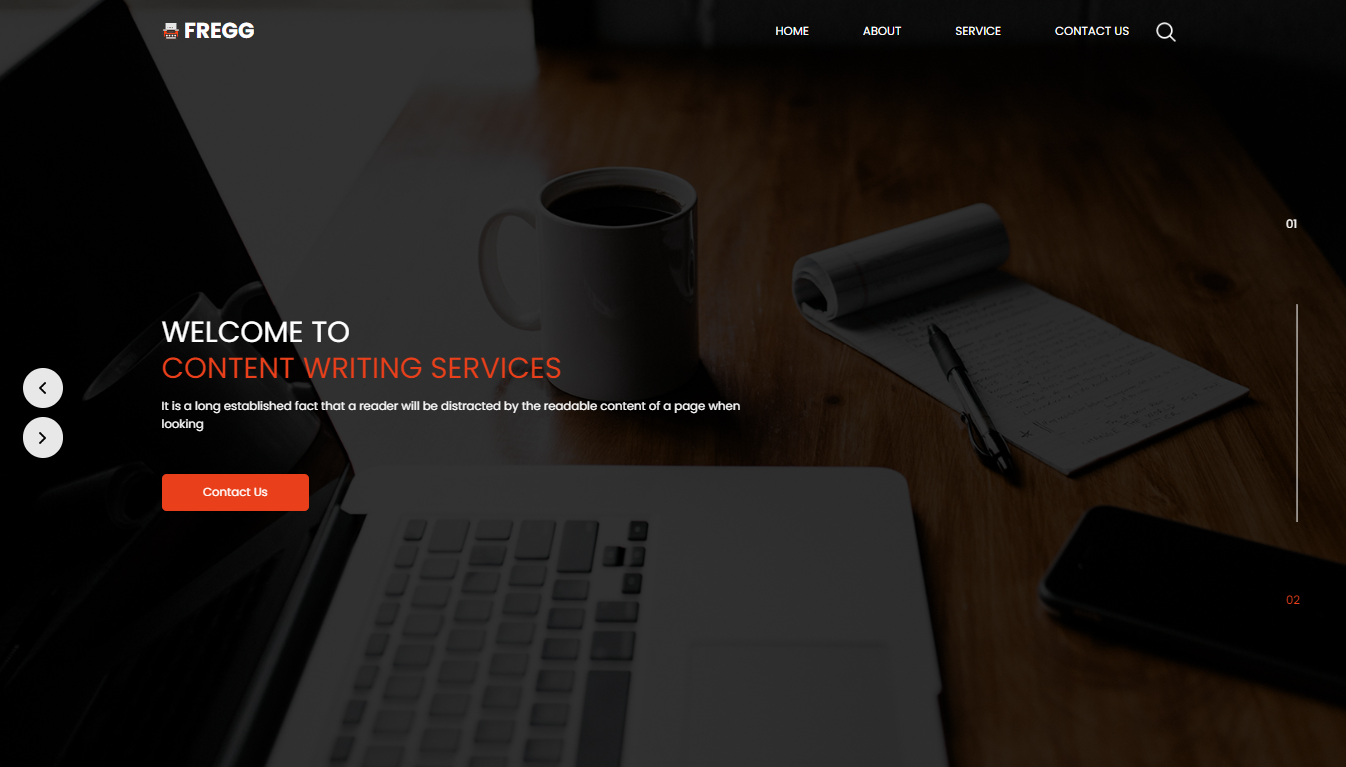 FREGG
HOME
ABOUT
SERVICE
CONTACT US
01
WELCOME TO
CONTENT WRITING SERVICES
It is a long established fact that a reader will be distracted by the readable content of a page when
looking
Contact Us
02